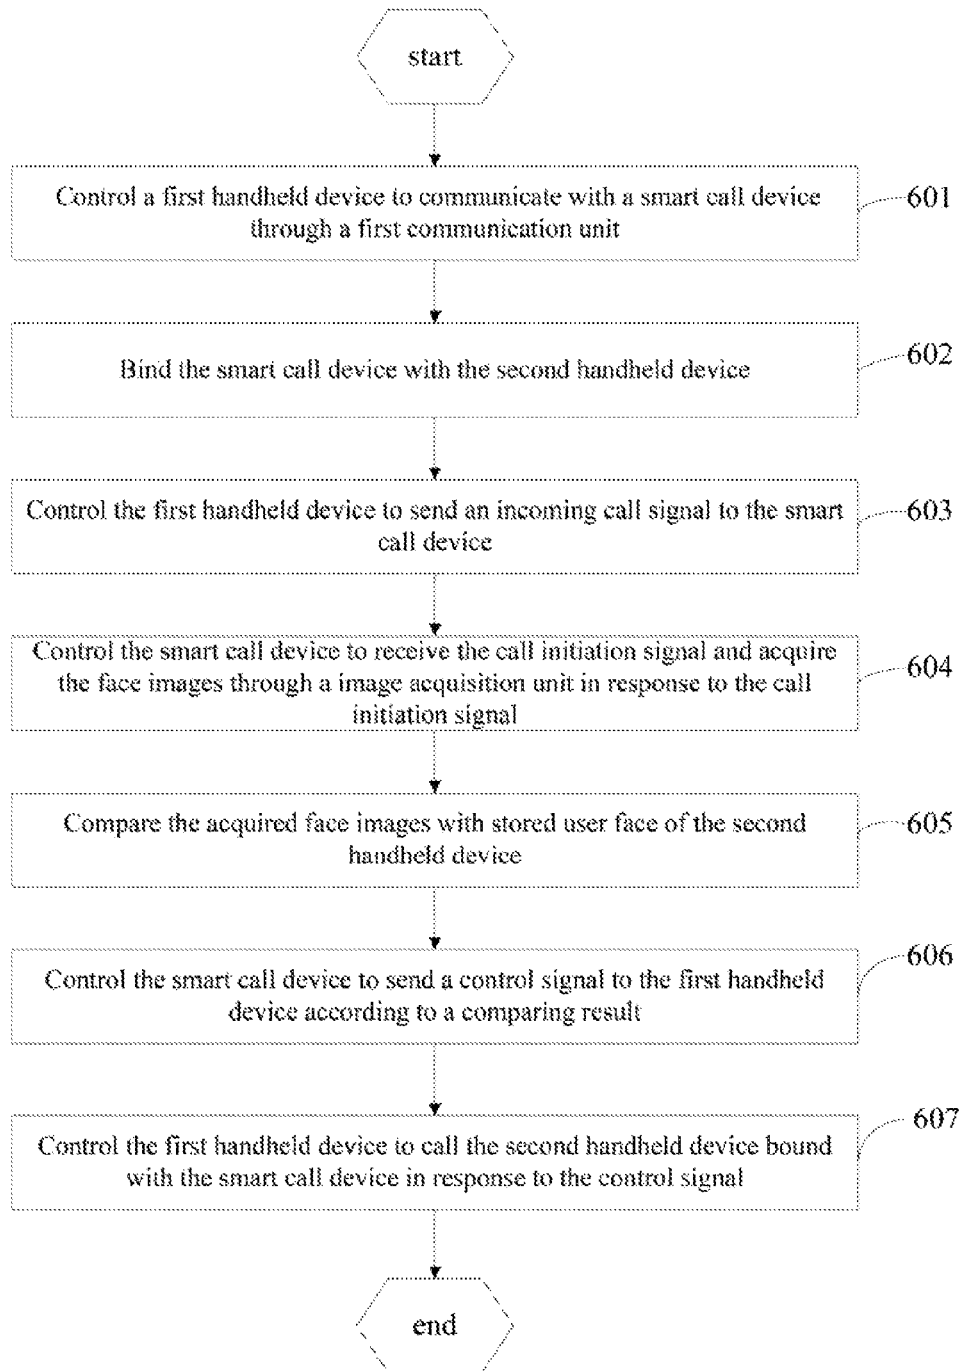 start
Control a first handheld device to communicate with a smart call device
through a first communication unit
601
Bind the smart call device with the second handheld device
602
Control the first handheld device to send an incoming call signal to the smart
call device
603
Control the smart call device to receive the call initiation signal and acquire
the face images through a image acquisition unit in response to the call
initiation signal
604
Compare the acquired face images with stored user face of the second
handheld device
605
Control the smart call device to send a control signal to the first handheld
device according to a comparing result
606
Control the first handheld device to call the second handheld device bound
with the smart call device in response to the control signal
607
end